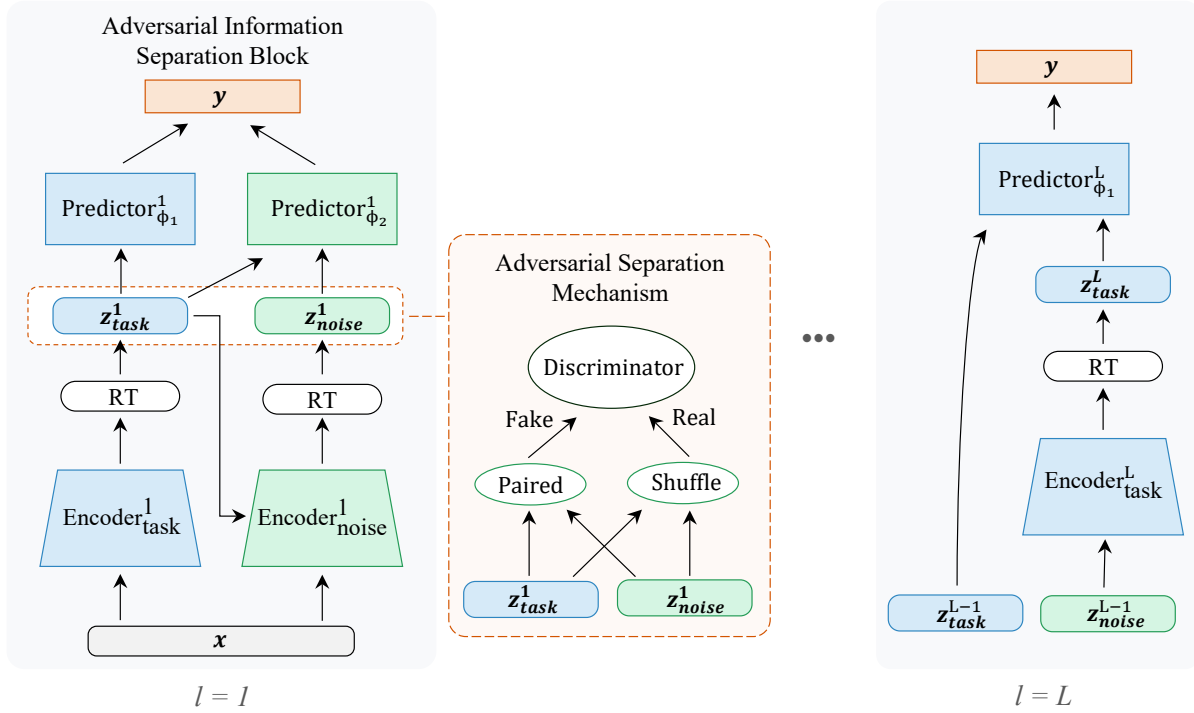 Adversarial Information
Separation Block
y
Predictor¹ϕ₁
Predictor¹ϕ₂
z¹task
z¹noise
RT
RT
Encoder¹task
Encoder¹noise
x
l = 1
Adversarial Separation
Mechanism
Discriminator
Fake
Real
Paired
Shuffle
z¹task
z¹noise
•••
y
Predictorᴸϕ₁
zᴸtask
RT
Encoderᴸtask
zᴸ⁻¹task
zᴸ⁻¹noise
l = L